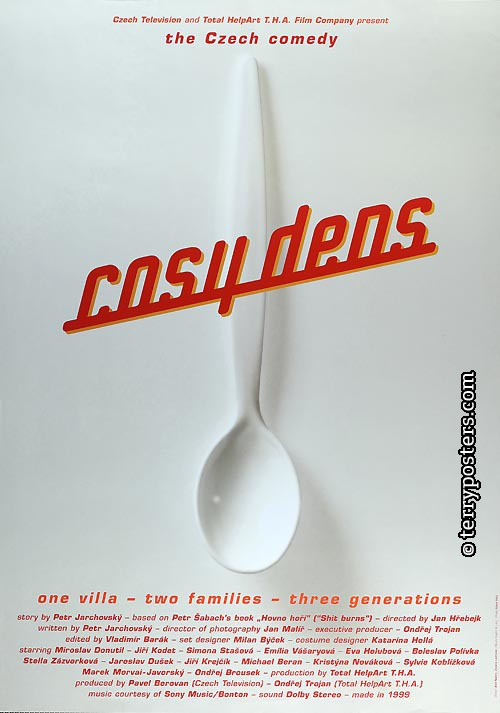 Czech Television and Total HelpArt T.H.A. Film Company present
the Czech comedy
cosy dens
© terryposters.com
one villa – two families – three generations
story by Petr Jarchovský – based on Petr Šabach's book „Hovno hoří" ("Shit burns") – directed by Jan Hřebejk
written by Petr Jarchovský – director of photography Jan Malíř – executive producer – Ondřej Trojan
edited by Vladimír Barák – set designer Milan Býček – costume designer Katarína Hollá
starring Miroslav Donutil – Jiří Kodet – Simona Stašová – Emília Vášáryová – Eva Holubová – Boleslav Polívka
Stella Zázvorková – Jaroslav Dušek – Jiří Krejčík – Michael Beran – Kristýna Nováková – Sylvie Koblížková
Marek Morvai-Javorský – Ondřej Brousek – production by Total HelpArt T.H.A.
produced by Pavel Borovan (Czech Television) – Ondřej Trojan (Total HelpArt T.H.A.)
music courtesy of Sony Music/Bonton – sound Dolby Stereo – made in 1999